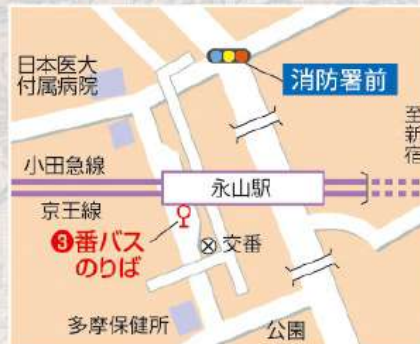 日本医大
付属病院
消防署前
至新宿
小田急線
永山駅
京王線
❸番バス
のりば
交番
多摩保健所
公園